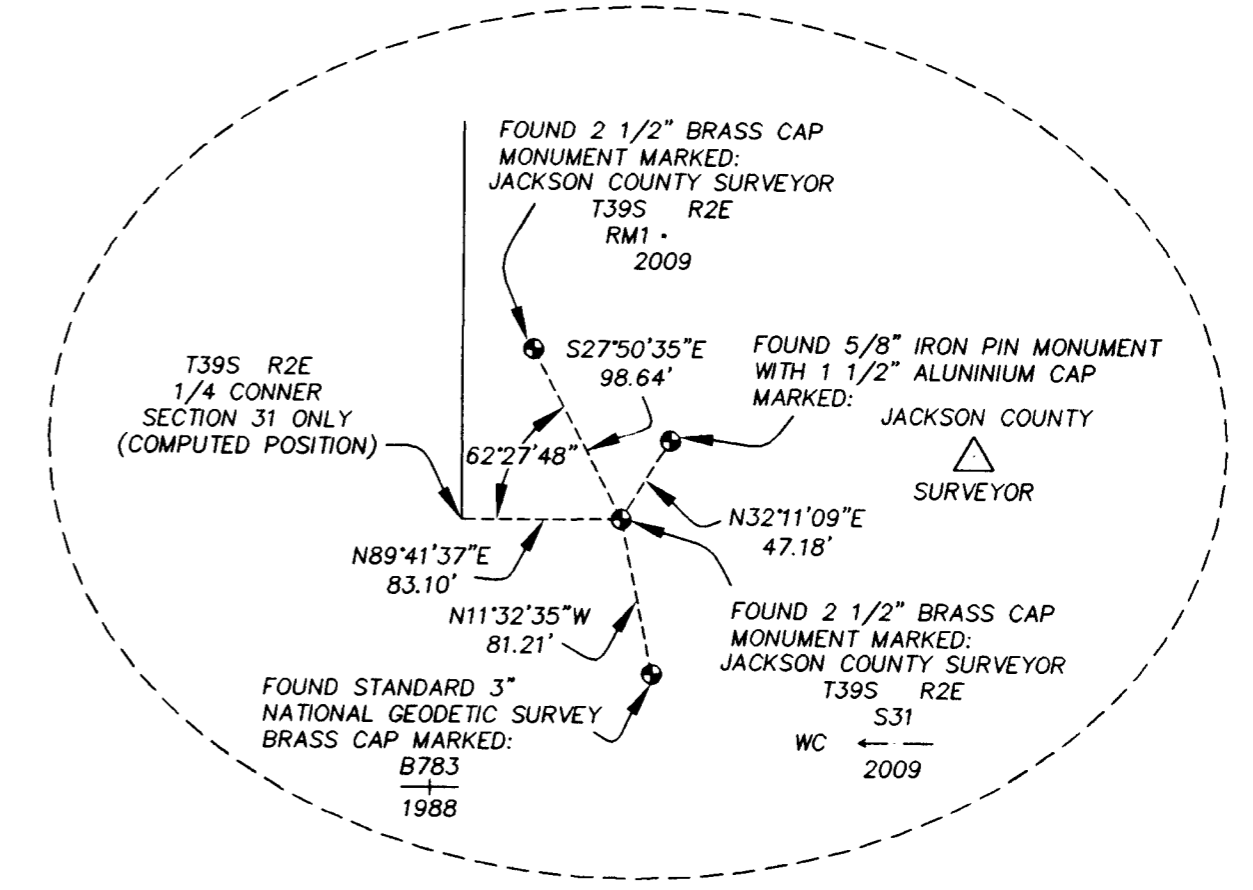 FOUND 2 1/2" BRASS CAP
MONUMENT MARKED:
JACKSON COUNTY SURVEYOR
T39S R2E
RM1 •
2009
T39S R2E
1/4 CONNER
SECTION 31 ONLY
(COMPUTED POSITION)
S27°50'35"E
98.64'
FOUND 5/8" IRON PIN MONUMENT
WITH 1 1/2" ALUNINIUM CAP
MARKED:
JACKSON COUNTY
SURVEYOR
62°27'48"
N32°11'09"E
47.18'
N89°41'37"E
83.10'
N11°32'35"W
81.21'
FOUND 2 1/2" BRASS CAP
MONUMENT MARKED:
JACKSON COUNTY SURVEYOR
T39S R2E
S31
WC
2009
FOUND STANDARD 3"
NATIONAL GEODETIC SURVEY
BRASS CAP MARKED:
B783
1988